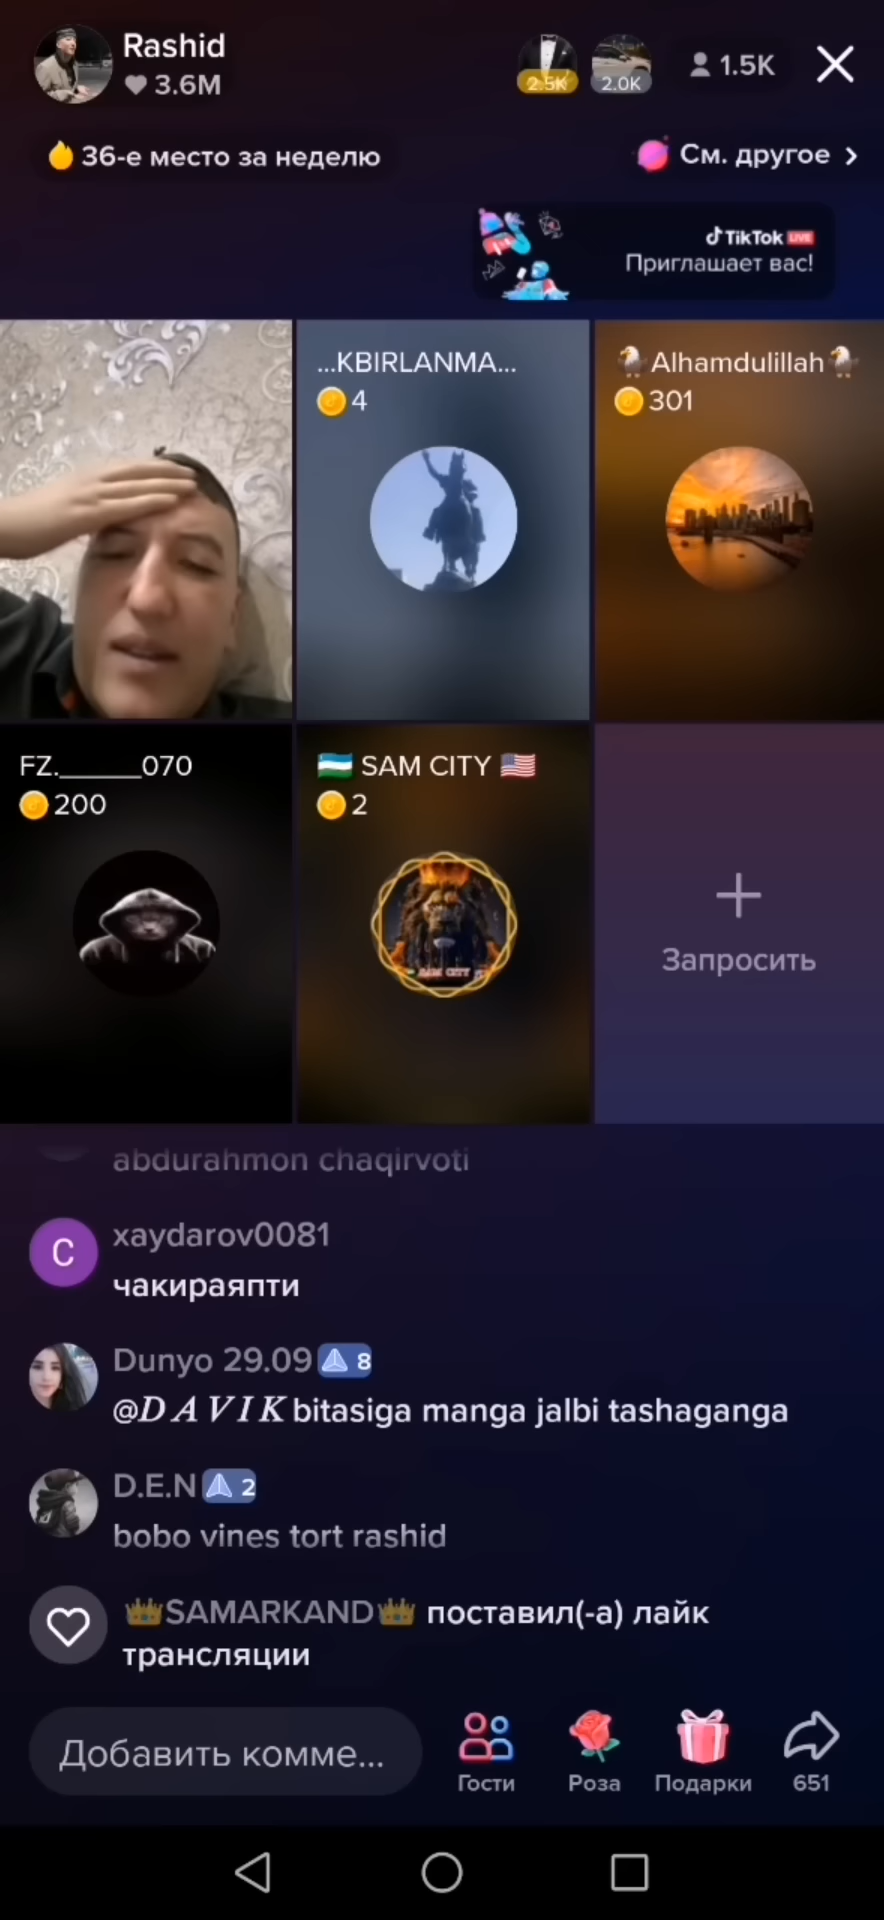 Rashid
3.6M
2.5K
2.0K
1.5K
36-е место за неделю
См. другое
TikTok LIVE
Приглашает вас!
...KBIRLANMA...
4
Alhamdulillah
301
FZ.______070
200
SAM CITY
2
SAM CITY
Запросить
abdurahmon chaqirvoti
C
xaydarov0081
чакираяпти
Dunyo 29.09 8
@DAVIK bitasiga manga jalbi tashaganga
D.E.N 2
bobo vines tort rashid
SAMARKAND поставил(-а) лайк
трансляции
Добавить комме...
Гости
Роза
Подарки
651